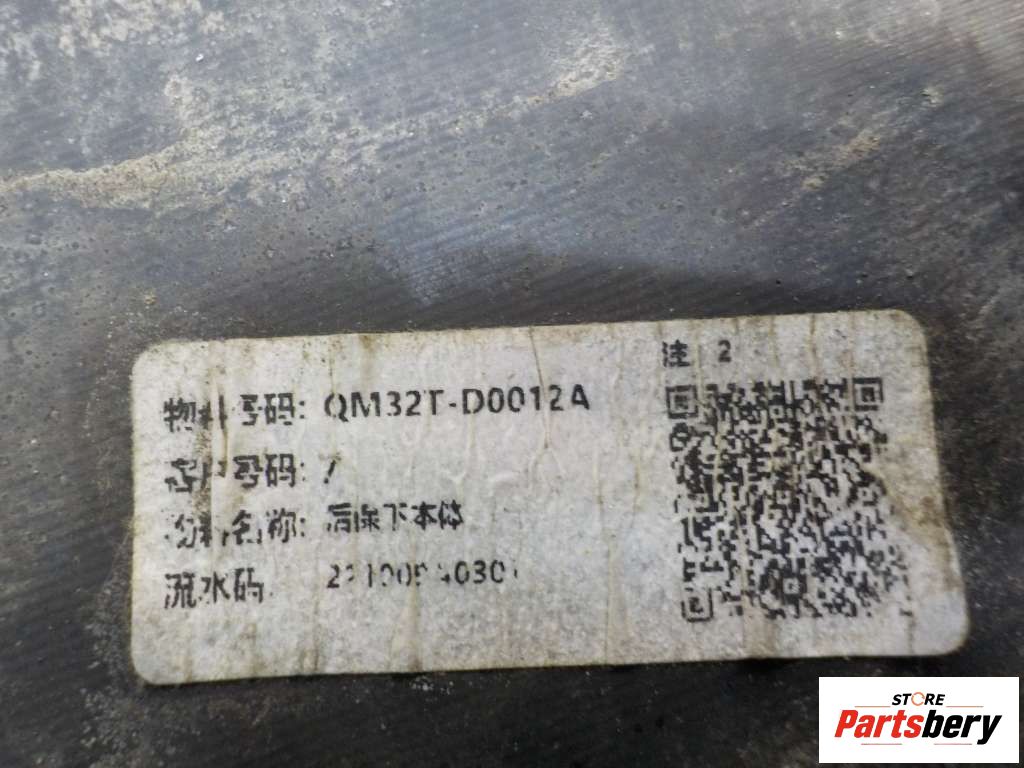 注 2
物料号码: QM32T-D0012A
客户号码: /
物料名称: 后保下本体
流水码:
STORE
Partsbery